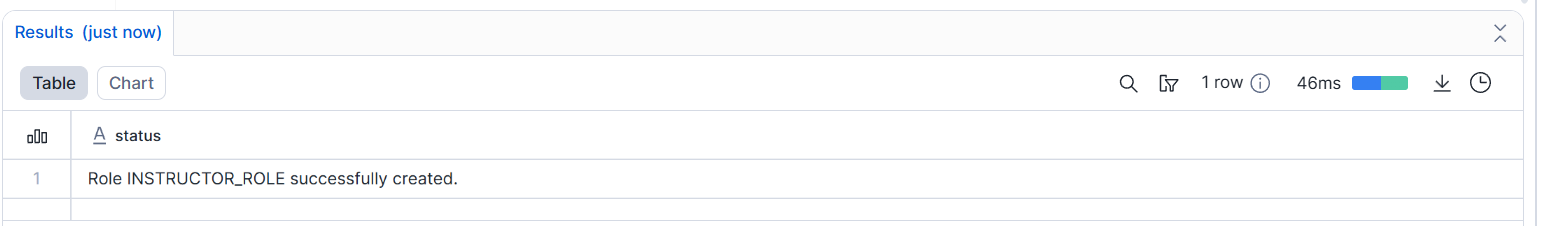 Results (just now)
Table Chart 1 row 46ms
A status
1 Role INSTRUCTOR_ROLE successfully created.